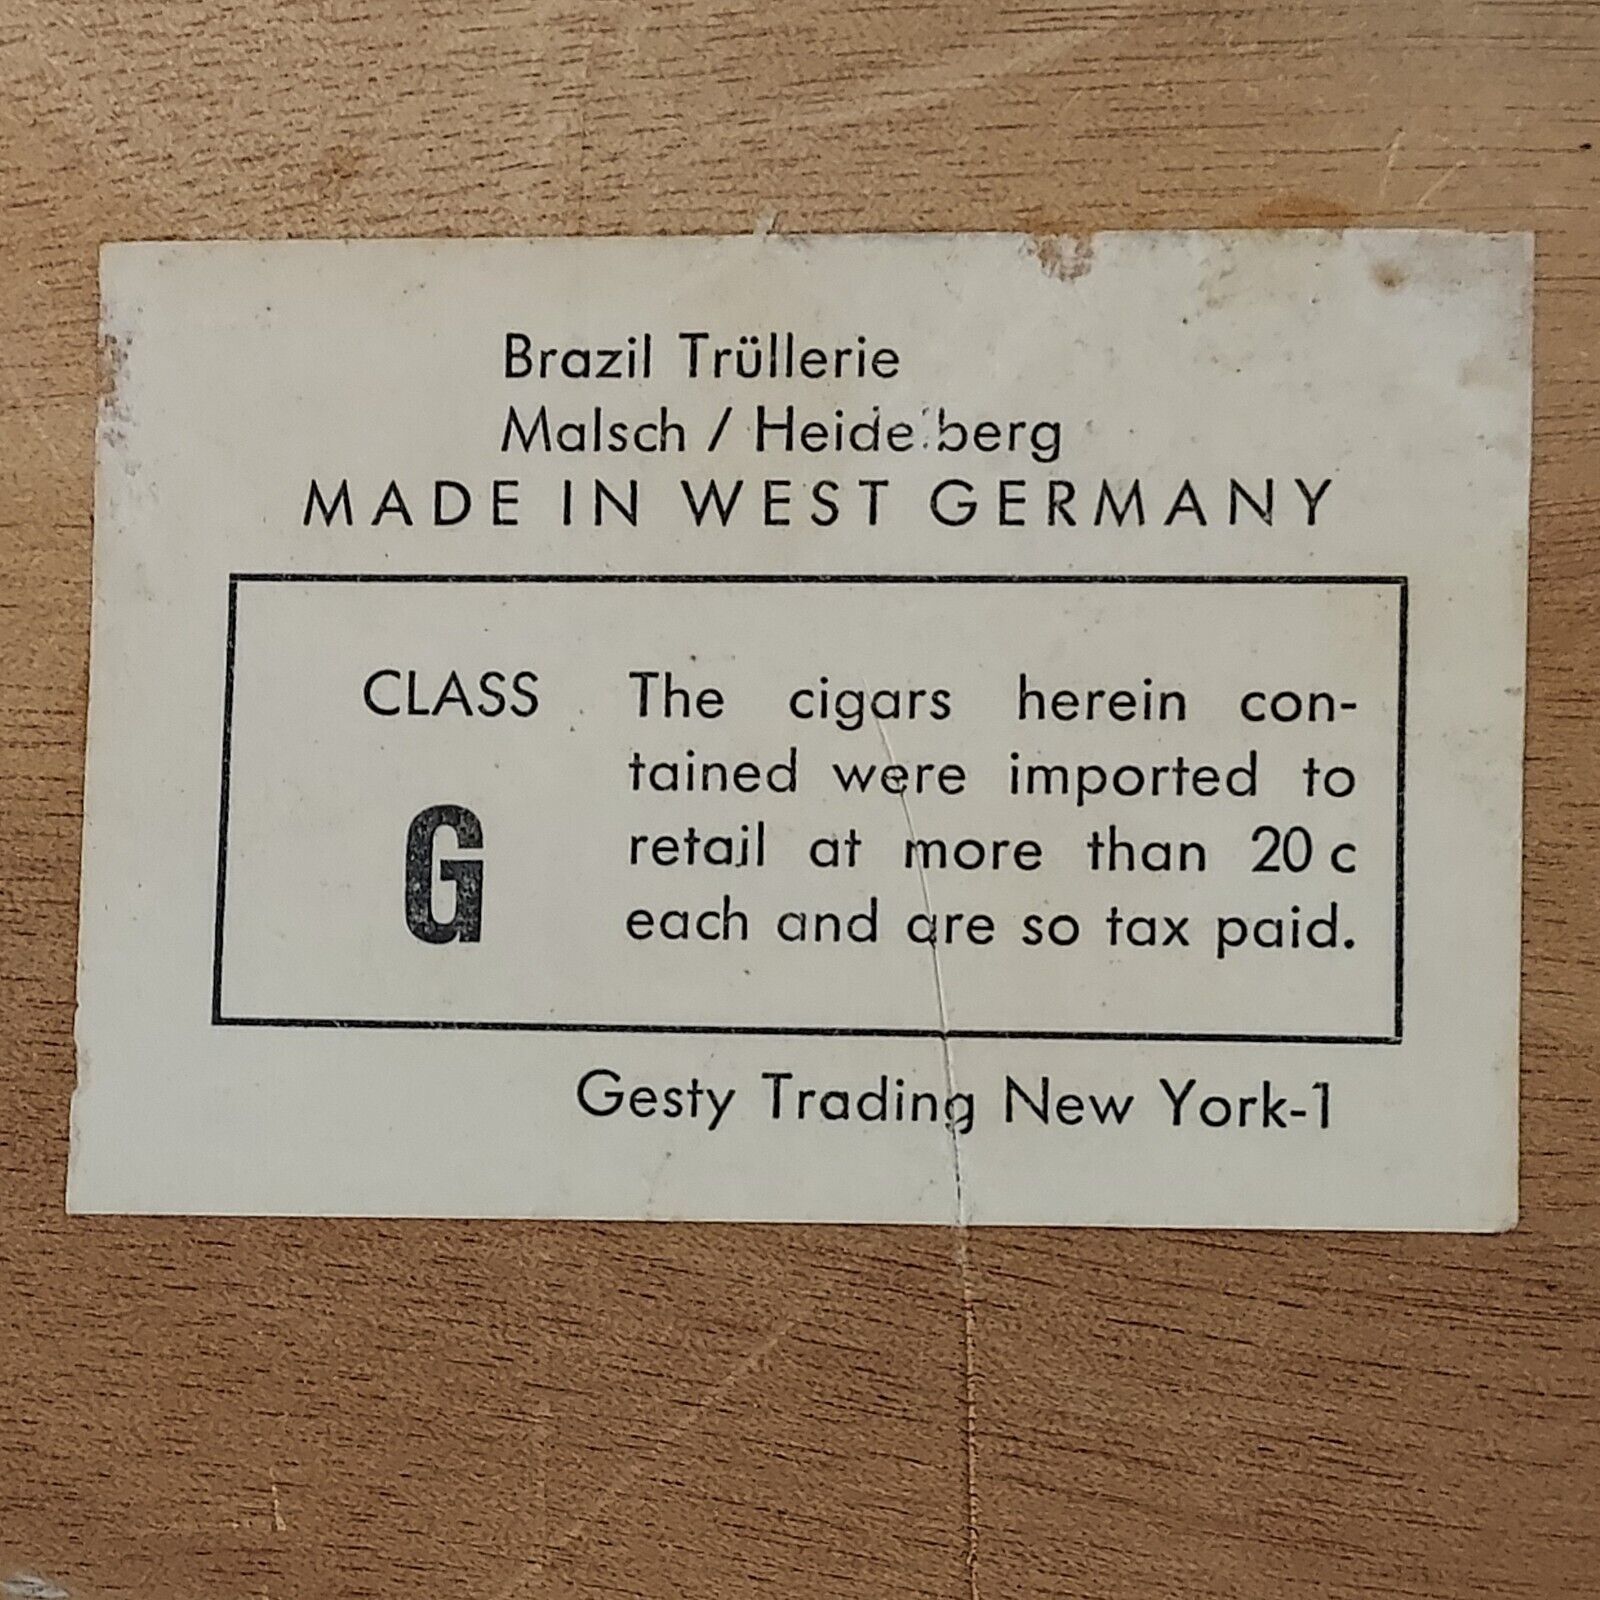 Brazil Trüllerie
Malsch / Heidelberg
MADE IN WEST GERMANY
CLASS
G
The cigars herein con-
tained were imported to
retail at more than 20 c
each and are so tax paid.
Gesty Trading New York-1